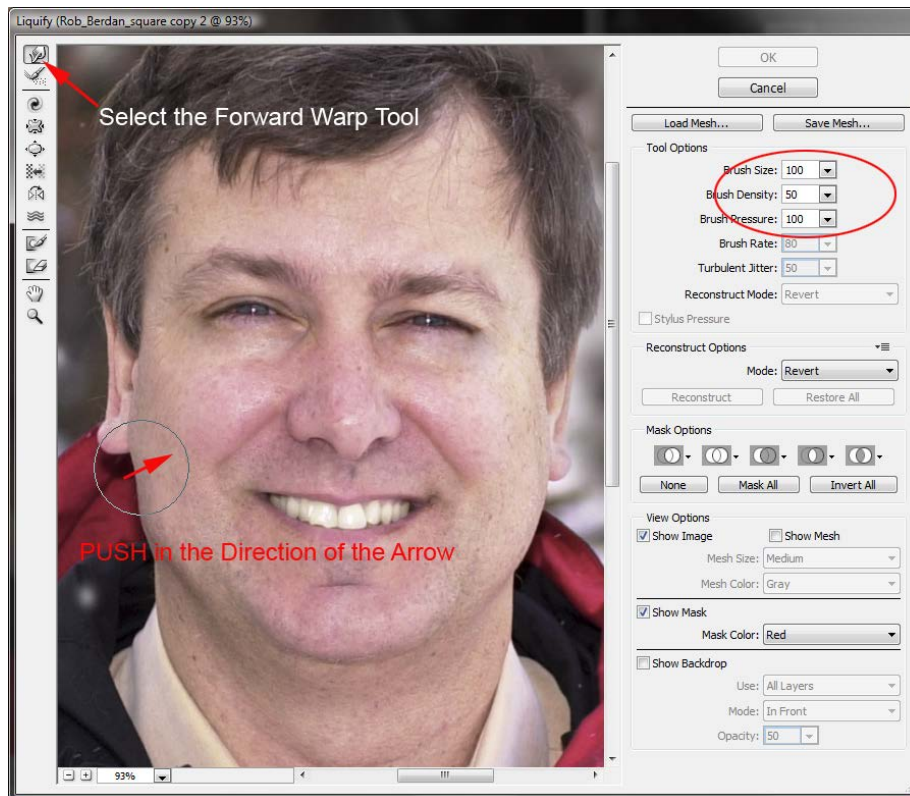 Liquify (Rob_Berdan_square copy 2 @ 93%)
Select the Forward Warp Tool
PUSH in the Direction of the Arrow
93%
OK
Cancel
Load Mesh... Save Mesh...
Tool Options
Brush Size: 100
Brush Density: 50
Brush Pressure: 100
Brush Rate: 80
Turbulent Jitter: 50
Reconstruct Mode: Revert
Stylus Pressure
Reconstruct Options
Mode: Revert
Reconstruct Restore All
Mask Options
None Mask All Invert All
View Options
Show Image Show Mesh
Mesh Size: Medium
Mesh Color: Gray
Show Mask
Mask Color: Red
Show Backdrop
Use: All Layers
Mode: In Front
Opacity: 50